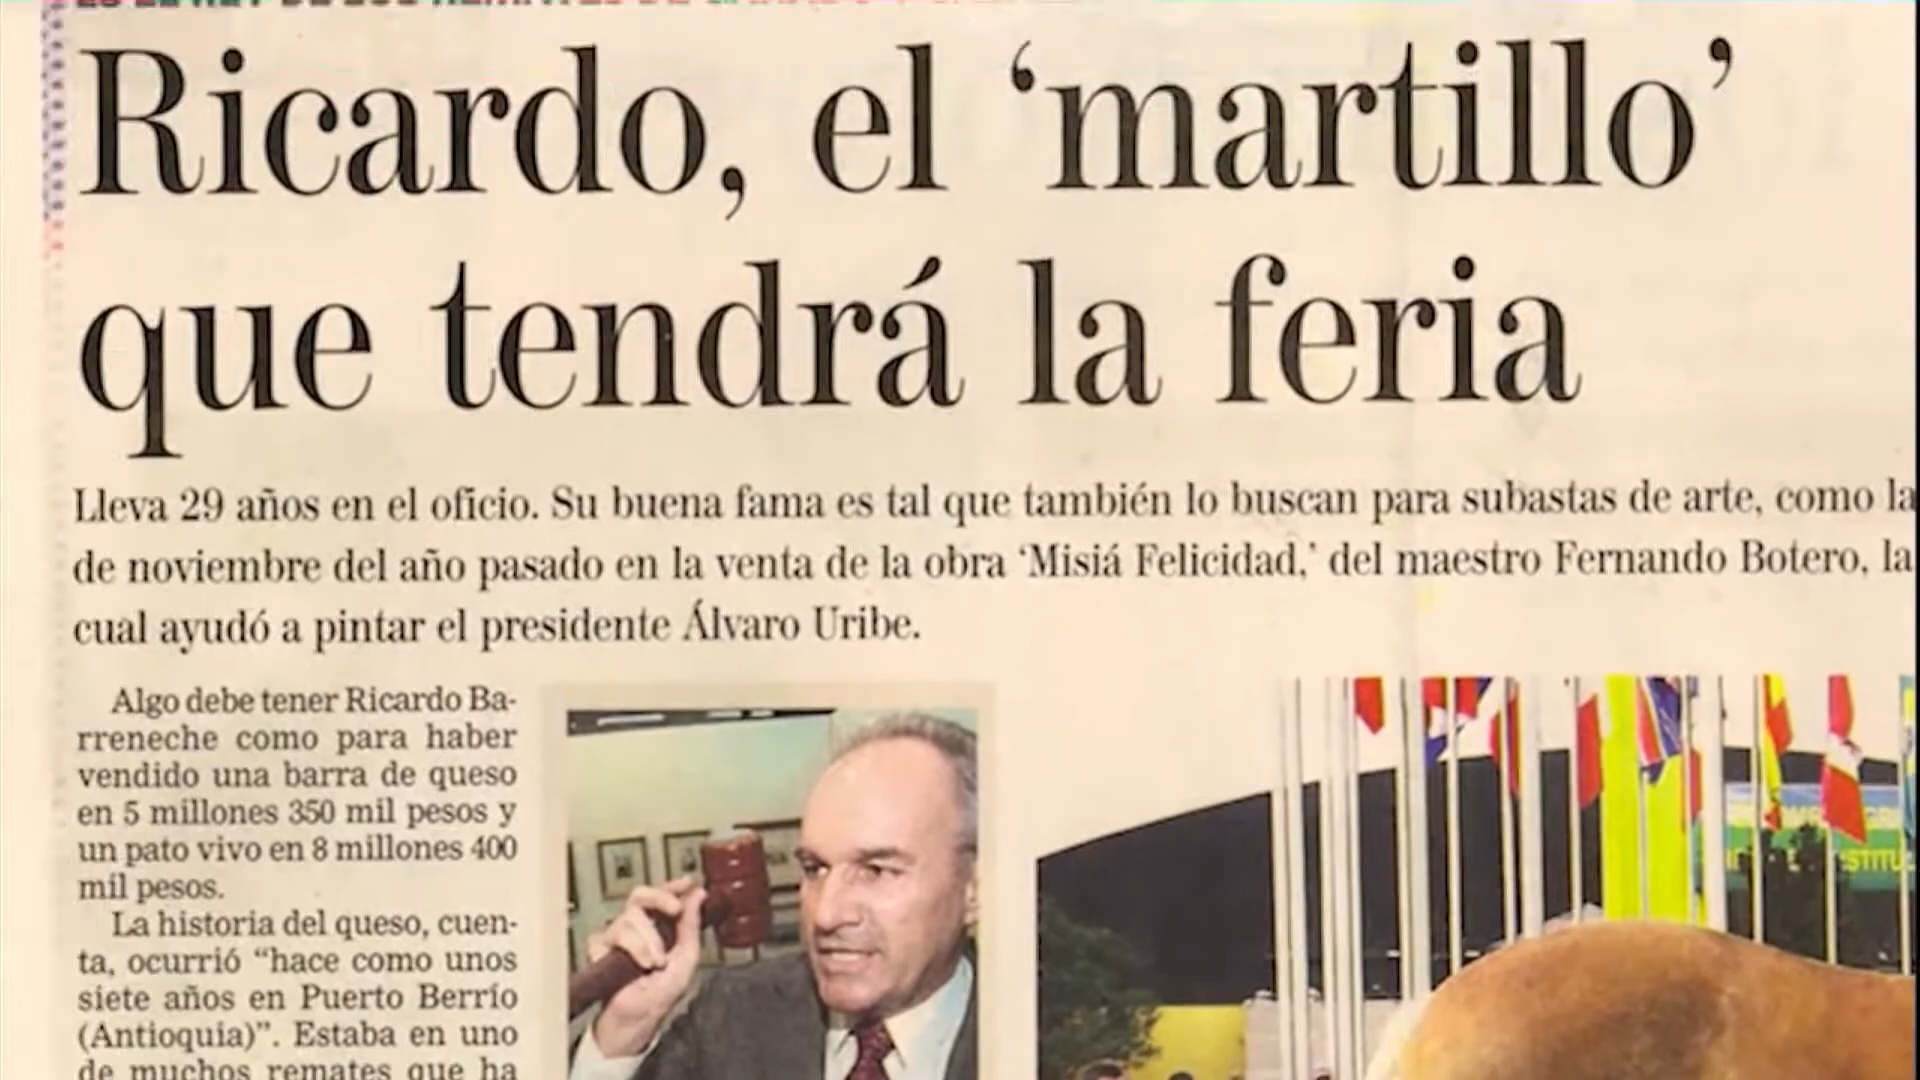 Ricardo, el ‘martillo’
que tendrá la feria
Lleva 29 años en el oficio. Su buena fama es tal que también lo buscan para subastas de arte, como la
de noviembre del año pasado en la venta de la obra ‘Misiá Felicidad,’ del maestro Fernando Botero, la
cual ayudó a pintar el presidente Álvaro Uribe.
Algo debe tener Ricardo Ba-
rreneche como para haber
vendido una barra de queso
en 5 millones 350 mil pesos y
un pato vivo en 8 millones 400
mil pesos.
La historia del queso, cuen-
ta, ocurrió “hace como unos
siete años en Puerto Berrío
(Antioquia)”. Estaba en uno
de muchos remates que ha